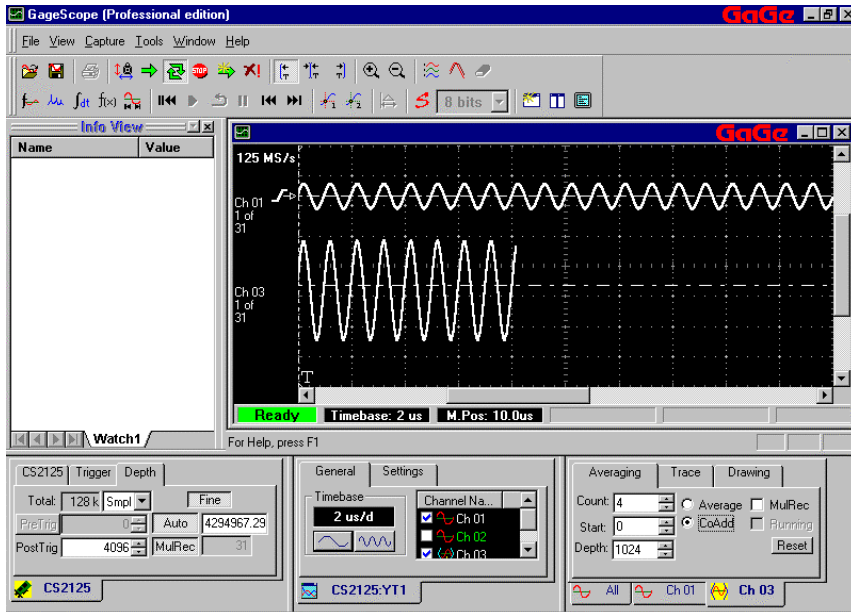 GageScope (Professional edition)
GaGe
File View Capture Tools Window Help
dt f(x)
1 2
8 bits
Info View
Name Value
Watch1
GaGe
125 MS/s
Ch 01
1 of
31
Ch 03
1 of
31
T
Ready Timebase: 2 us M.Pos: 10.0us
For Help, press F1
CS2125 Trigger Depth
Total: 128 k Smpl Fine
PreTrig 0 Auto 4294967.29
PostTrig 4096 MulRec 31
CS2125
General Settings
Timebase
2 us/d
Channel Na...
Ch 01
Ch 02
Ch 03
CS2125:YT1
Averaging Trace Drawing
Count: 4 Average MulRec
Start: 0 CoAdd Running
Depth: 1024 Reset
All Ch 01 Ch 03